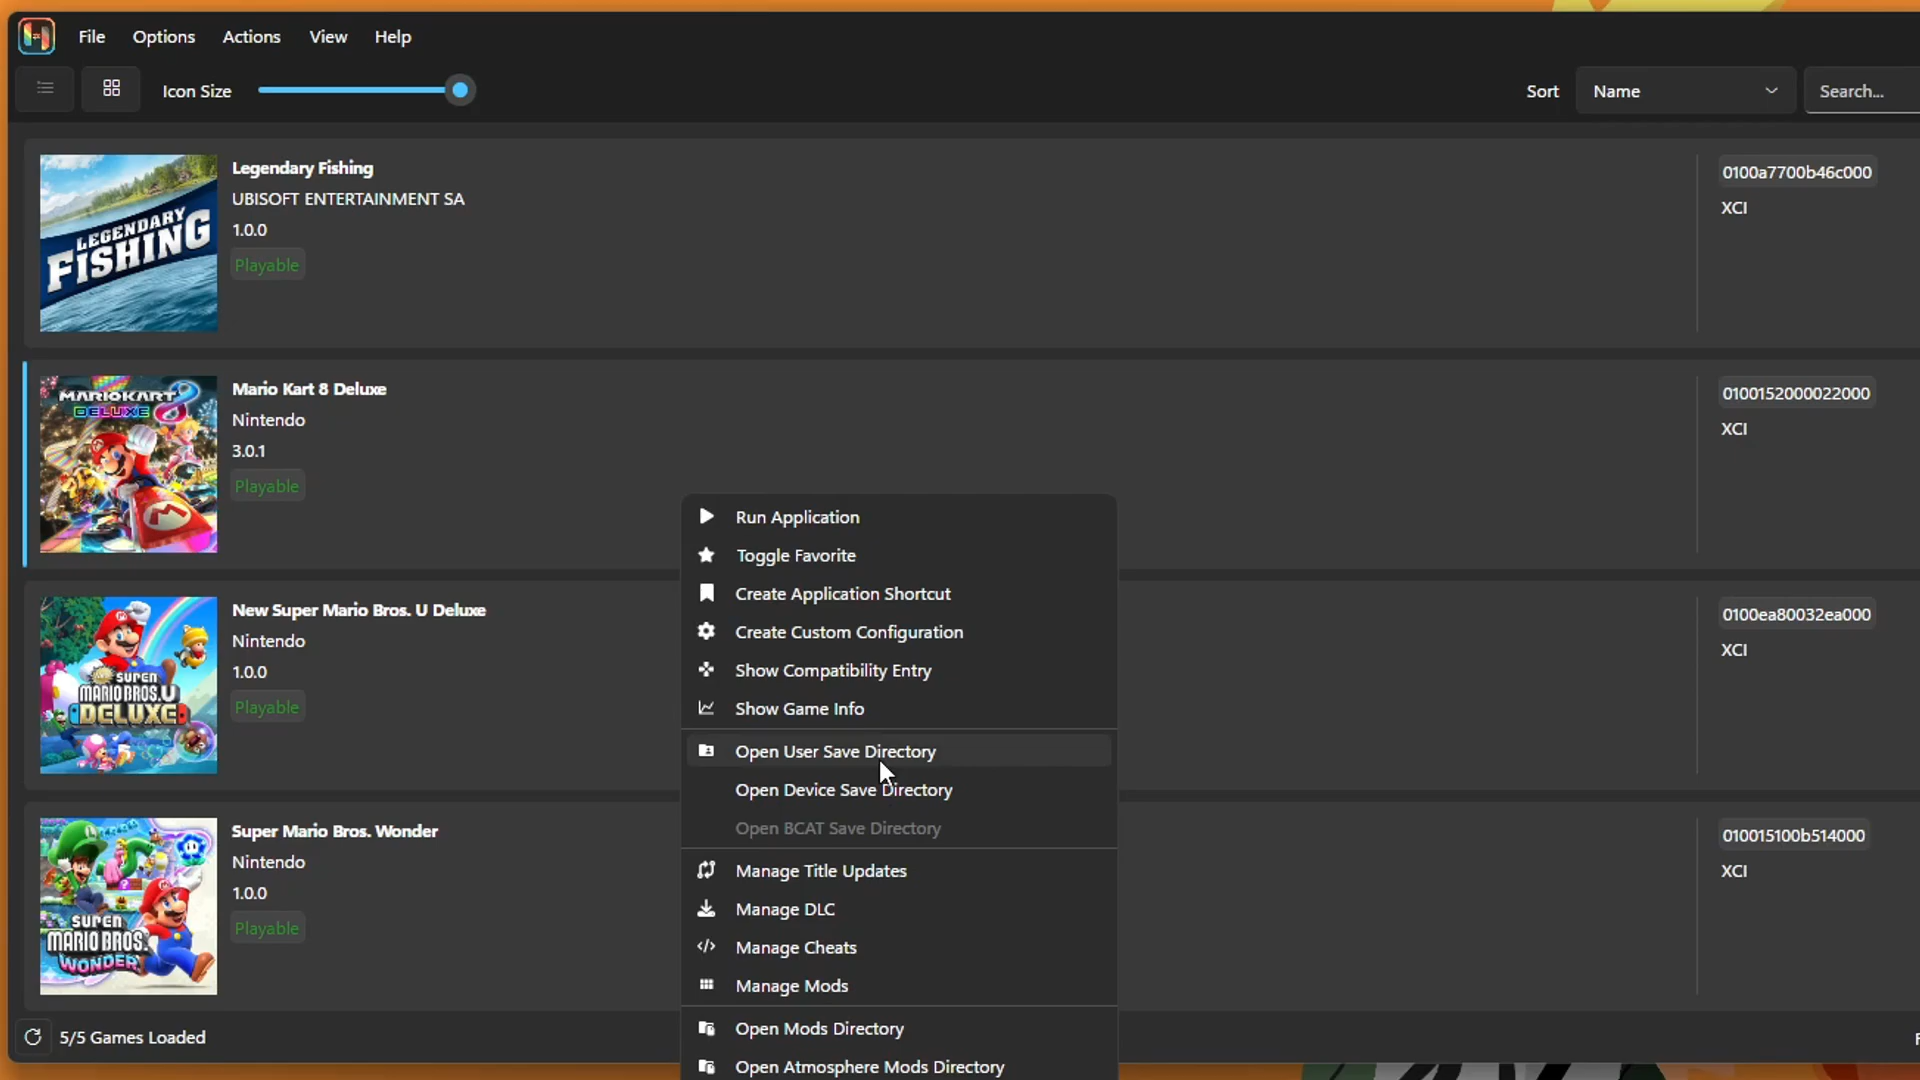 File Options Actions View Help
Icon Size Sort Name Search...
LEGENDARY
FISHING
Legendary Fishing
UBISOFT ENTERTAINMENT SA
1.0.0
Playable
0100a7700b46c000
XCI
MARIOKART 8
DELUXE
Mario Kart 8 Deluxe
Nintendo
3.0.1
Playable
0100152000022000
XCI
SUPER
MARIO BROS. U
DELUXE
New Super Mario Bros. U Deluxe
Nintendo
1.0.0
Playable
0100ea80032ea000
XCI
SUPER
MARIO BROS.
WONDER
Super Mario Bros. Wonder
Nintendo
1.0.0
Playable
010015100b514000
XCI
Run Application
Toggle Favorite
Create Application Shortcut
Create Custom Configuration
Show Compatibility Entry
Show Game Info
Open User Save Directory
Open Device Save Directory
Open BCAT Save Directory
Manage Title Updates
Manage DLC
Manage Cheats
Manage Mods
Open Mods Directory
Open Atmosphere Mods Directory
5/5 Games Loaded